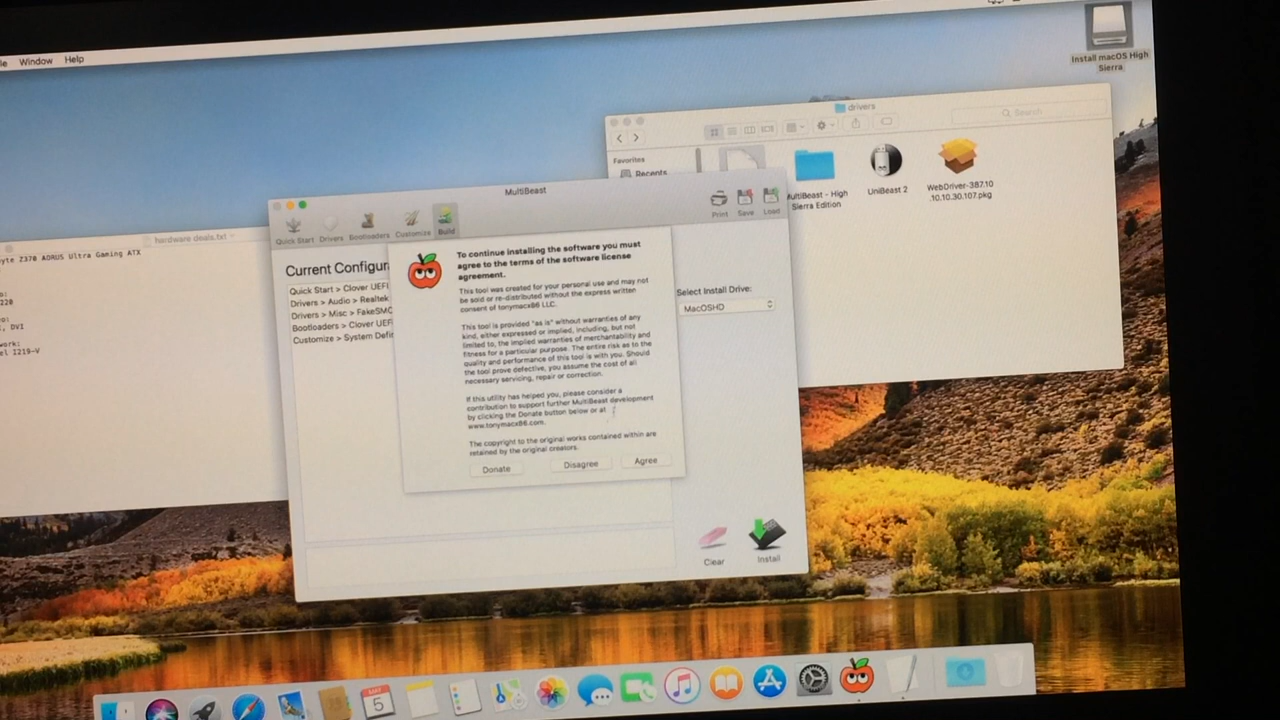 Window Help
Install macOS High
Sierra
drivers
Search
Favorites
Recents
MultiBeast - High
Sierra Edition
UniBeast 2
WebDriver-387.10
.10.10.30.107.pkg
hardware deals.txt
Z370 AORUS Ultra Gaming ATX
220
DVI
I219-V
MultiBeast
Quick Start Drivers Bootloaders Customize Build
Print Save Load
Current
Quick Start > Clover UEFI
Drivers > Audio > Realtek
Drivers > Misc > FakeSMC
Bootloaders > Clover UEF
Customize > System Defi
To continue installing the software you must
agree to the terms of the software license
agreement.
This tool was created for your personal use and may not
be sold or re-distributed without the express written
consent of tonymacx86 LLC.
This tool is provided "as is" without warranties of any
kind, either expressed or implied, including, but not
limited to, the implied warranties of merchantability and
fitness for a particular purpose. The entire risk as to the
quality and performance of this tool is with you. Should
the tool prove defective, you assume the cost of all
necessary servicing, repair or correction.
If this utility has helped you, please consider a
contribution to support further MultiBeast development
by clicking the Donate button below or at
www.tonymacx86.com.
The copyright to the original works contained within are
retained by the original creators.
Donate Disagree Agree
Select Install Drive:
MacOSHD
Clear Install
MAY
5